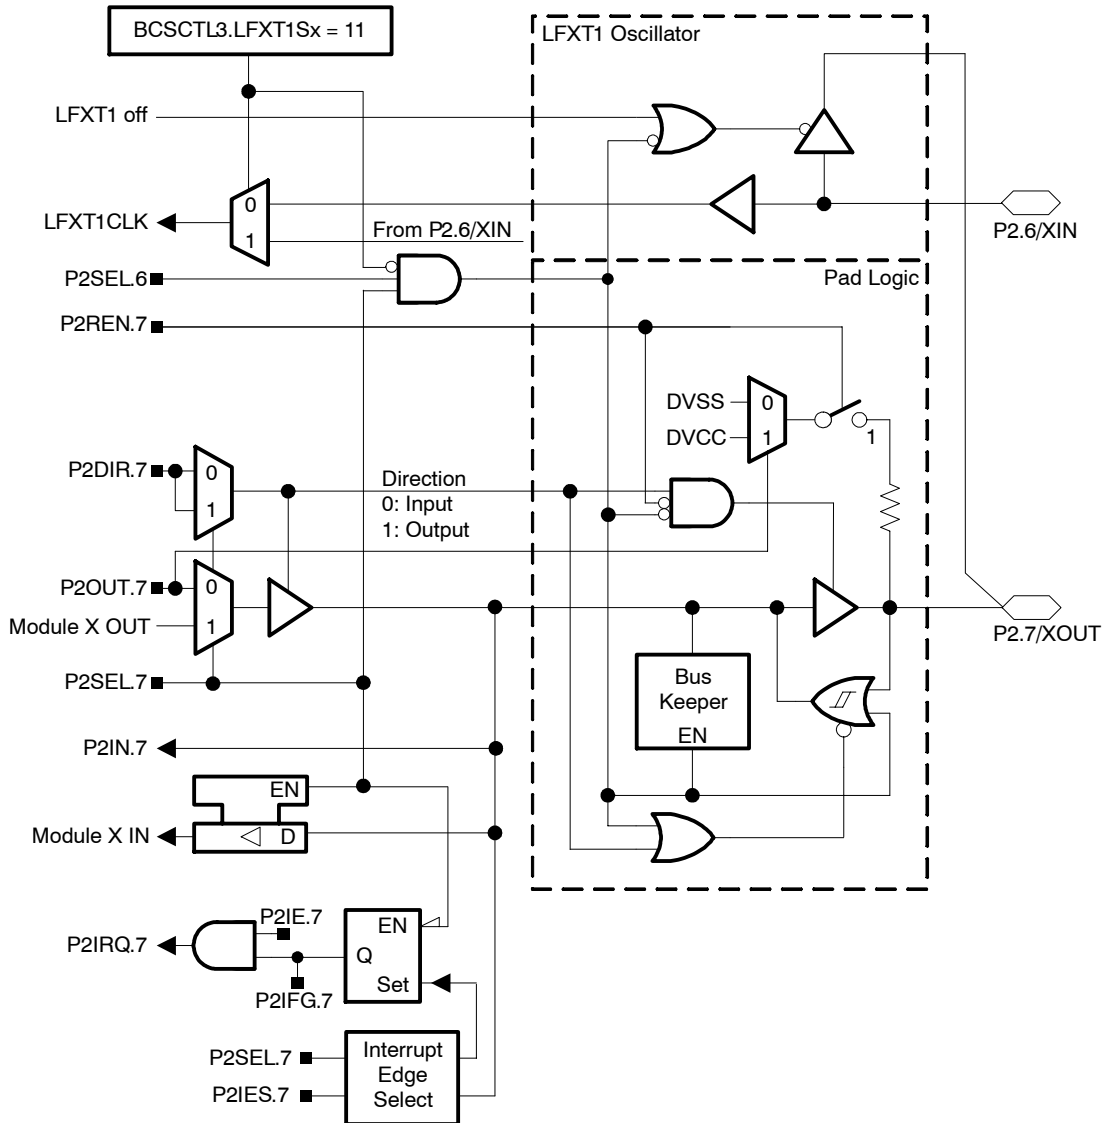 BCSCTL3.LFXT1Sx = 11
LFXT1 Oscillator
LFXT1 off
0
LFXT1CLK
1
From P2.6/XIN
P2.6/XIN
P2SEL.6
Pad Logic
P2REN.7
DVSS
0
DVCC
1
1
P2DIR.7
0
1
Direction
0: Input
1: Output
P2OUT.7
0
Module X OUT
1
P2.7/XOUT
P2SEL.7
Bus
Keeper
EN
P2IN.7
EN
Module X IN
D
P2IE.7
EN
P2IRQ.7
Q
Set
P2IFG.7
P2SEL.7
P2IES.7
Interrupt
Edge
Select